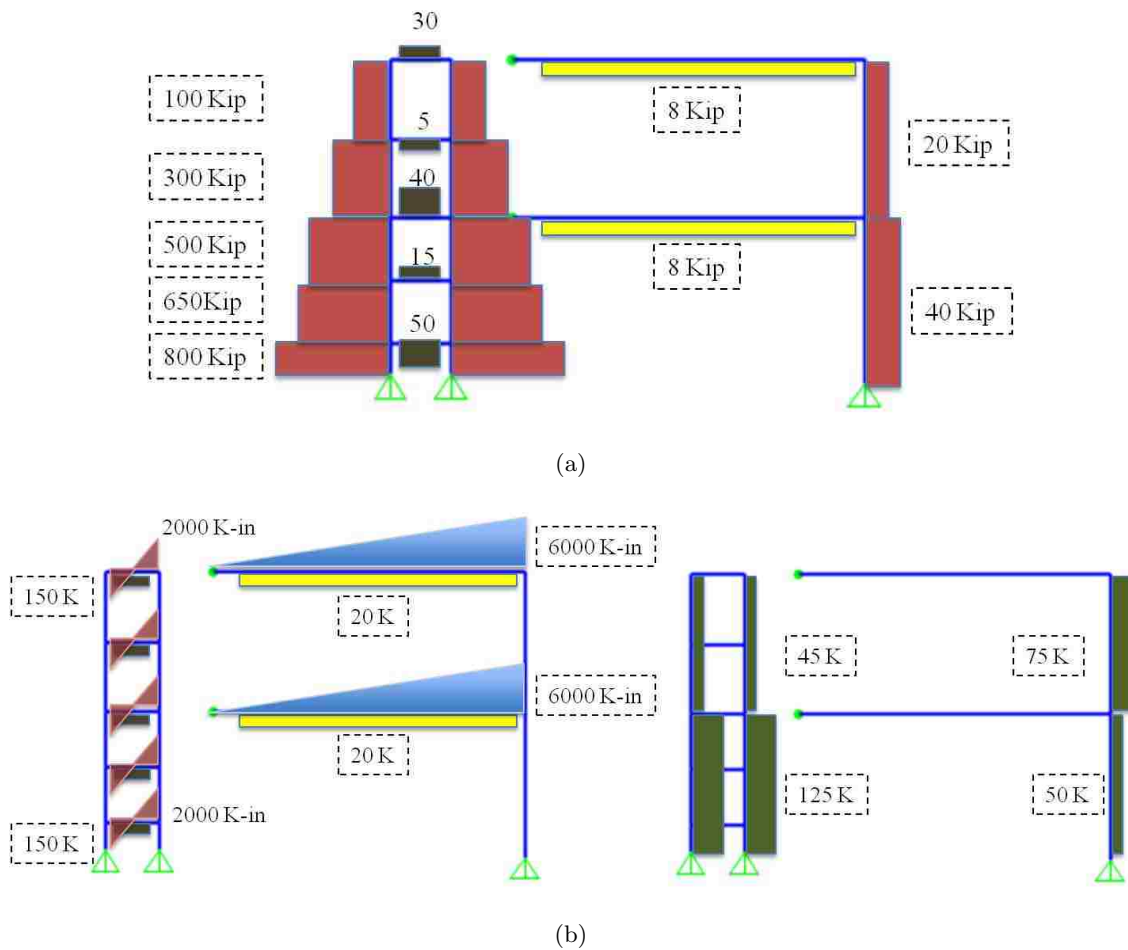 30
100 Kip
8 Kip
20 Kip
5
300 Kip
40
500 Kip
15
8 Kip
650Kip
40 Kip
50
800 Kip
(a)
2000 K-in
6000 K-in
150 K
20 K
45 K
75 K
6000 K-in
20 K
125 K
50 K
2000 K-in
150 K
(b)